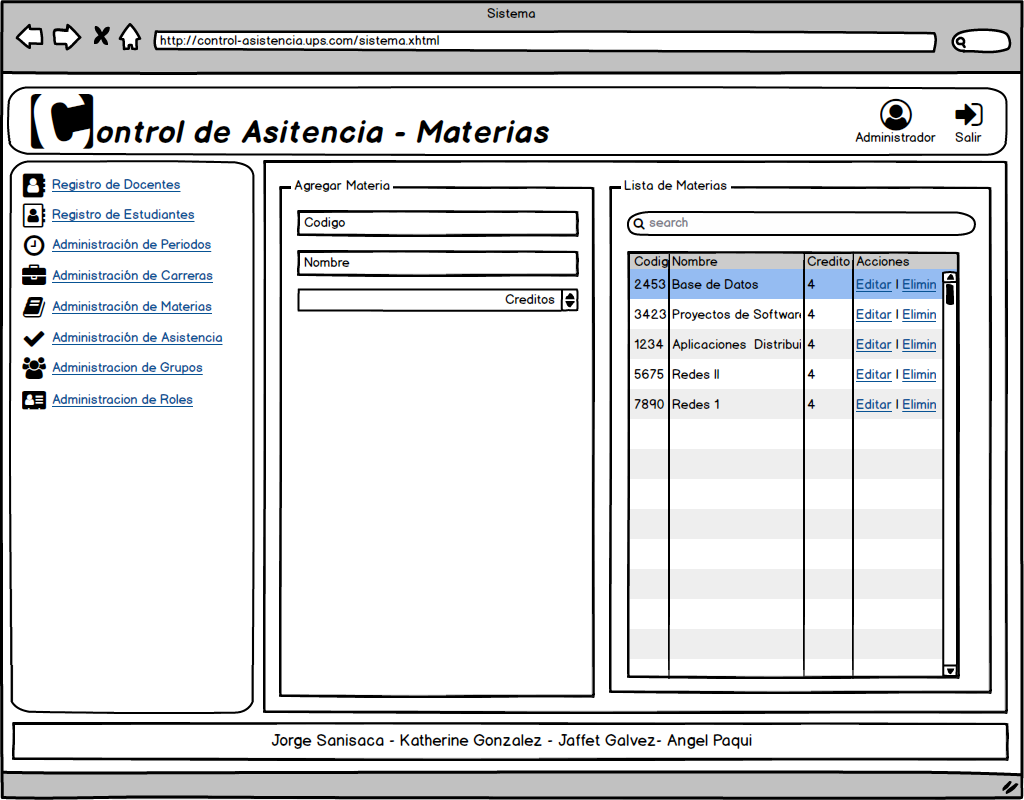 Sistema
http://control-asistencia.ups.com/sistema.xhtml
Control de Asitencia - Materias
Administrador
Salir
Registro de Docentes
Registro de Estudiantes
Administración de Periodos
Administración de Carreras
Administración de Materias
Administración de Asistencia
Administracion de Grupos
Administracion de Roles
Agregar Materia
Codigo
Nombre
Creditos
Lista de Materias
search
Codig Nombre Credito Acciones
2453 Base de Datos 4 Editar | Elimin
3423 Proyectos de Software 4 Editar | Elimin
1234 Aplicaciones Distribui 4 Editar | Elimin
5675 Redes II 4 Editar | Elimin
7890 Redes 1 4 Editar | Elimin
Jorge Sanisaca - Katherine Gonzalez - Jaffet Galvez- Angel Paqui